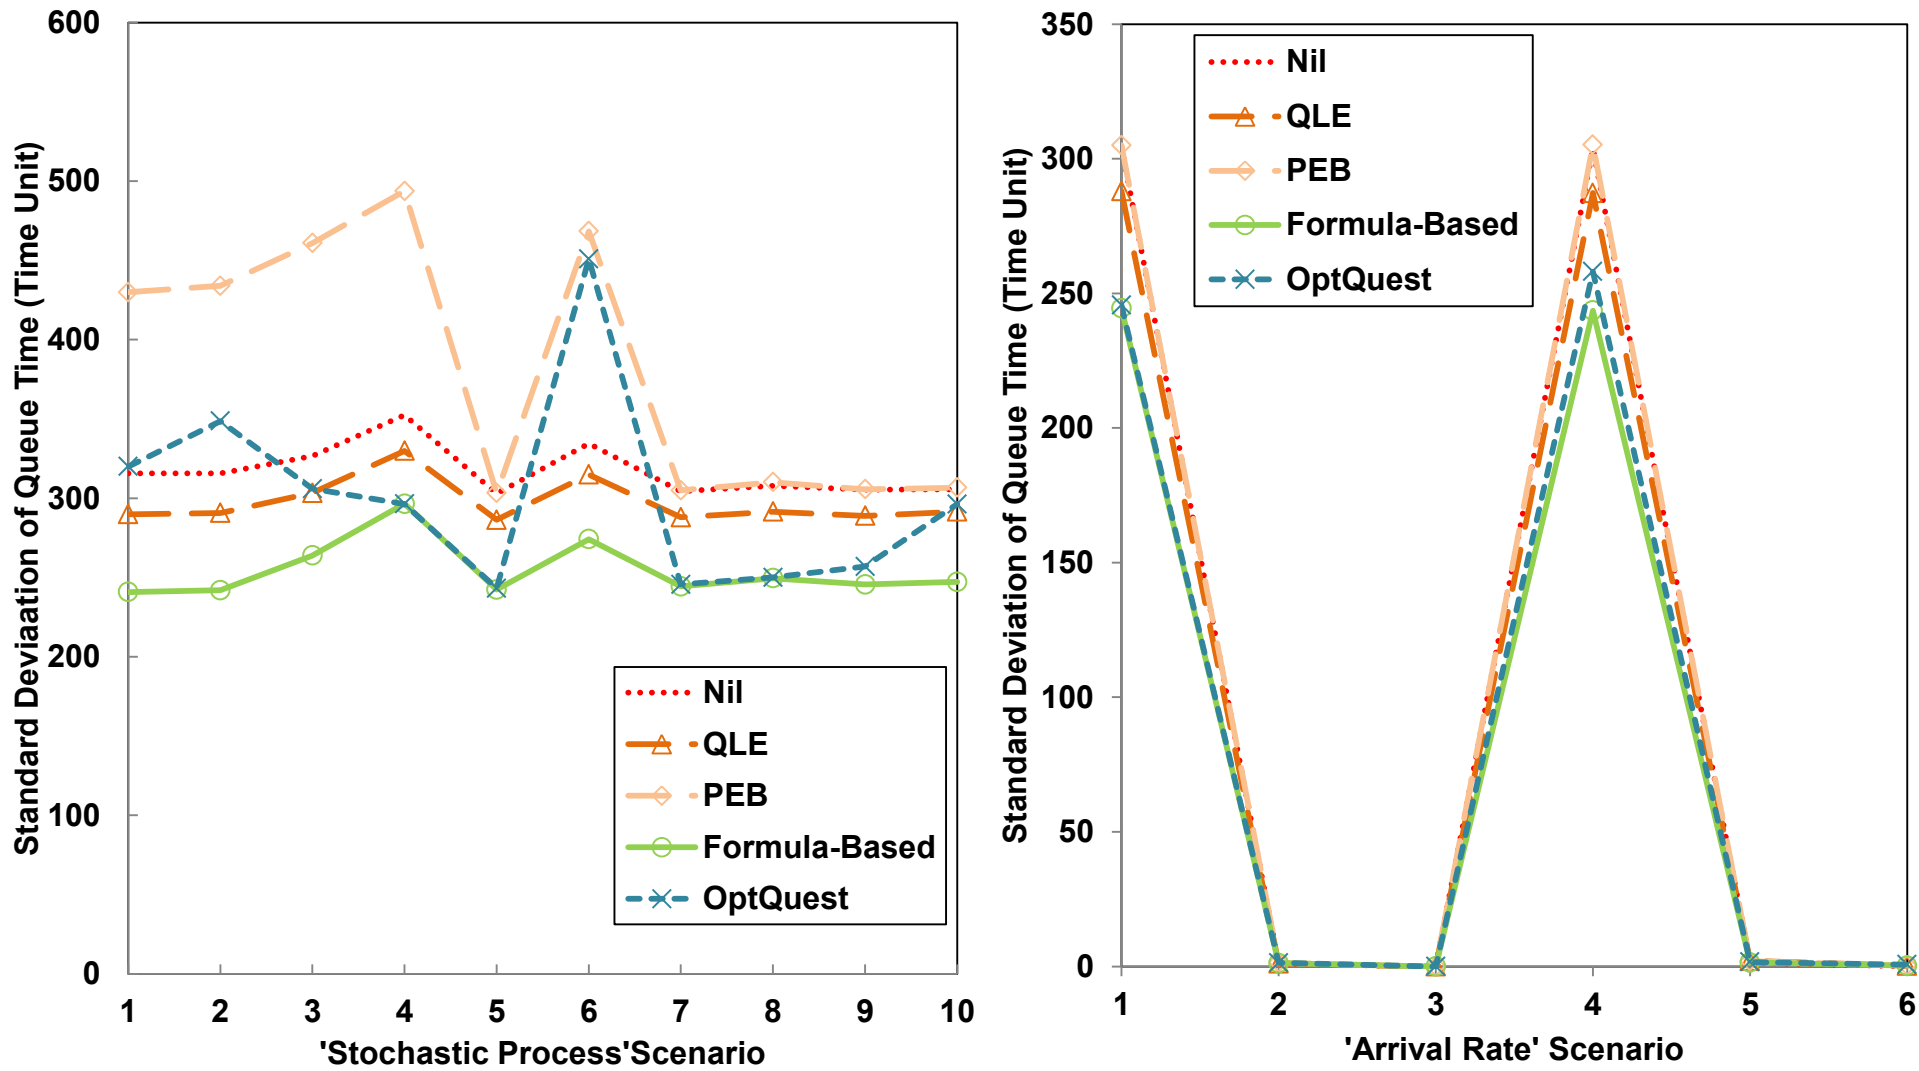 600
500
400
300
200
100
0
Standard Deviaation of Queue Time (Time Unit)
Nil
QLE
PEB
Formula-Based
OptQuest
1 2 3 4 5 6 7 8 9 10
'Stochastic Process'Scenario
350
300
250
200
150
100
50
0
Standard Deviation of Queue Time (Time Unit)
Nil
QLE
PEB
Formula-Based
OptQuest
1 2 3 4 5 6
'Arrival Rate' Scenario